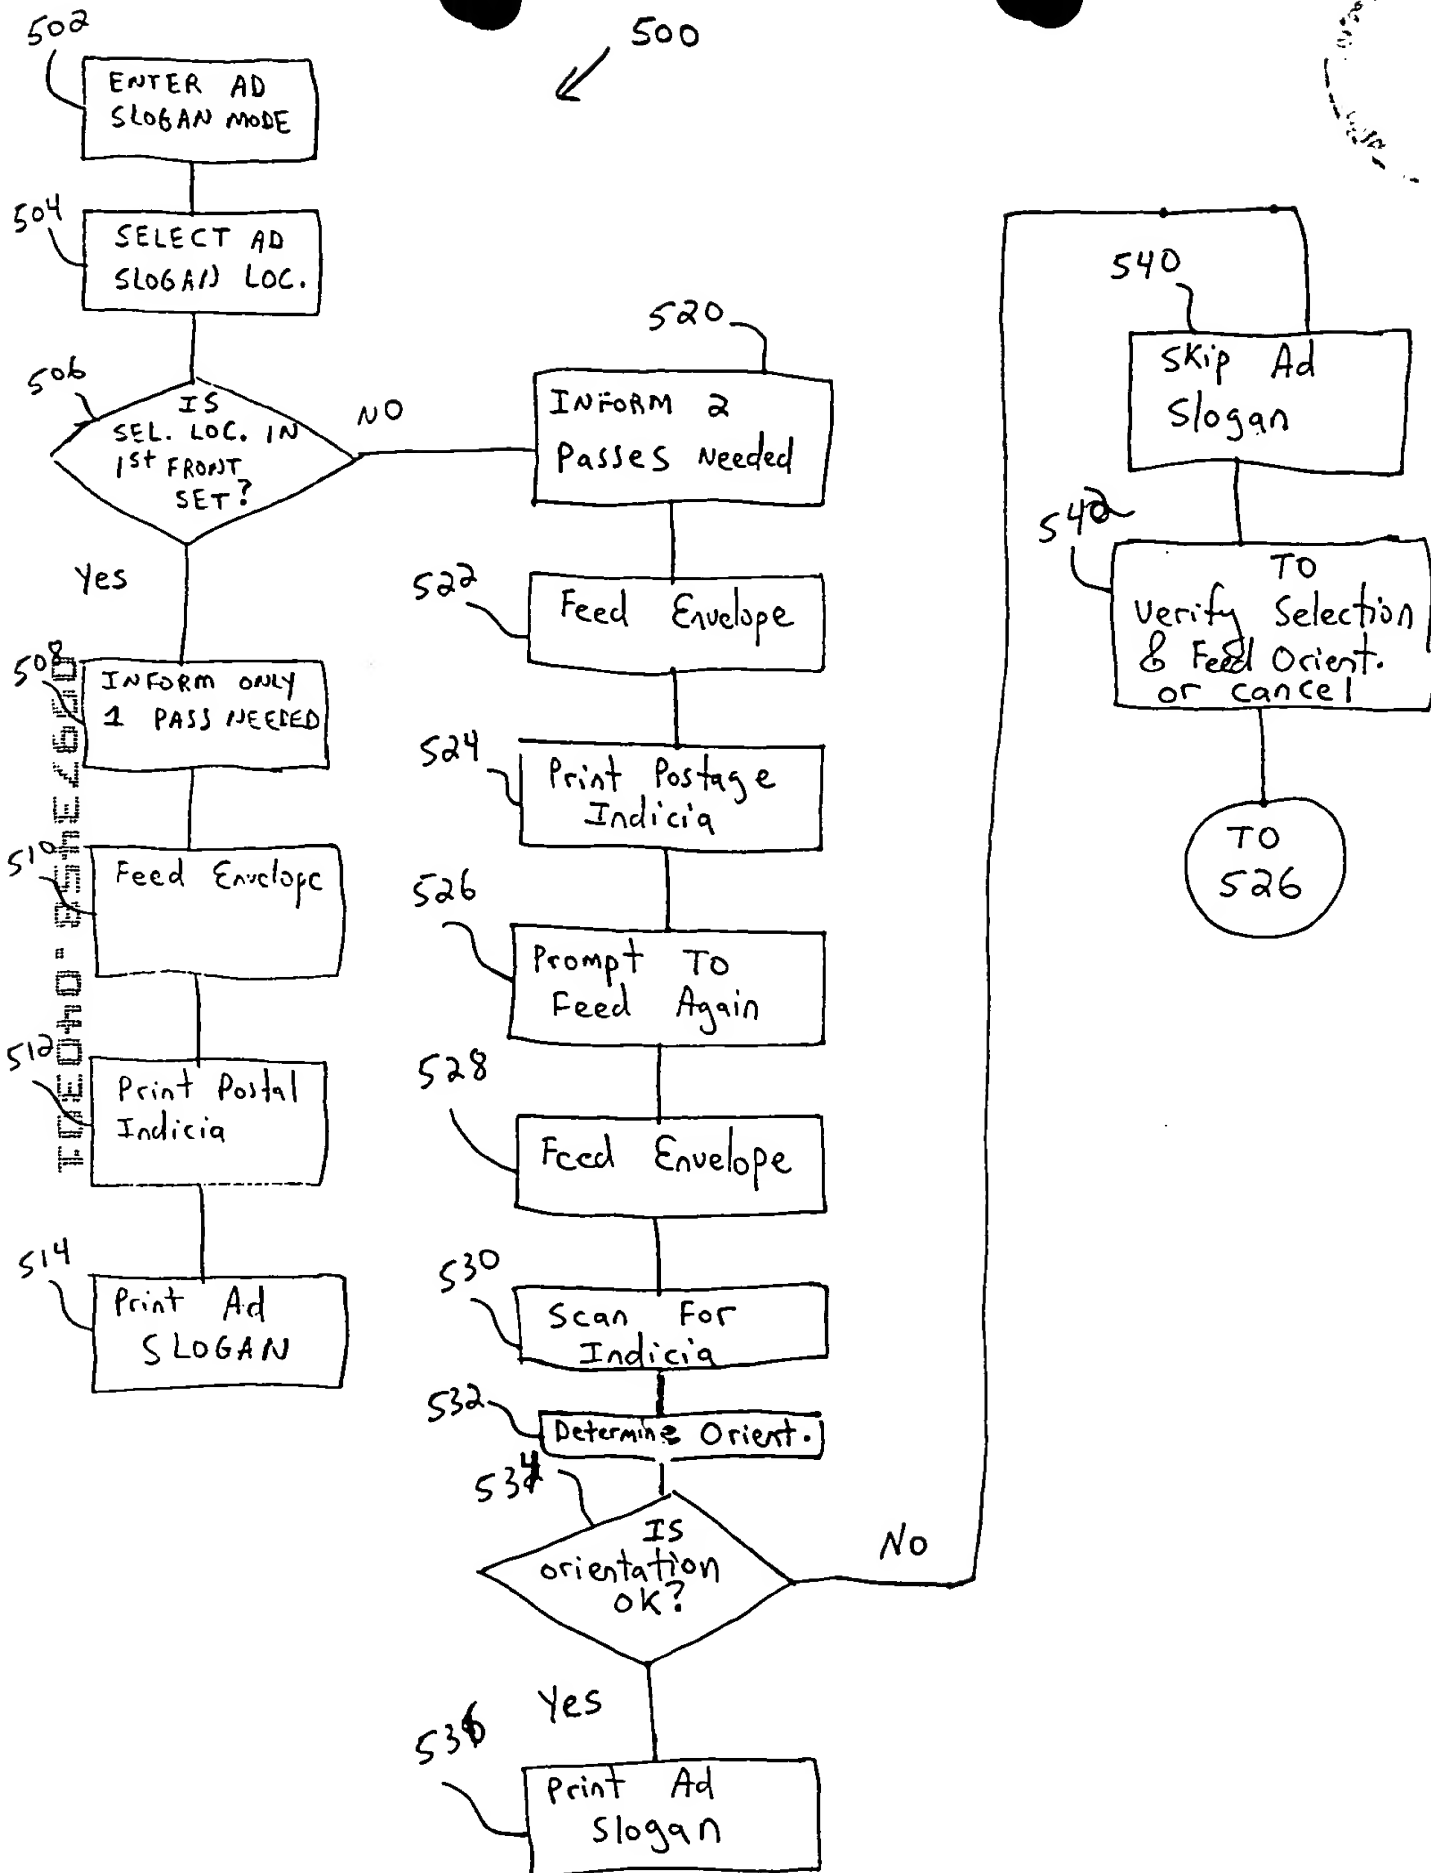 500
502
ENTER AD
SLOGAN MODE
504
SELECT AD
SLOGAN LOC.
506
IS
SEL. LOC. IN
1st FRONT
SET?
NO
Yes
508
INFORM ONLY
1 PASS NEEDED
510
Feed Envelope
512
Print Postal
Indicia
514
Print Ad
SLOGAN
520
INFORM 2
Passes Needed
522
Feed Envelope
524
Print Postage
Indicia
526
Prompt To
Feed Again
528
Feed Envelope
530
Scan For
Indicia
532
Determine Orient.
534
IS
orientation
OK?
No
Yes
536
Print Ad
Slogan
540
Skip Ad
Slogan
542
TO
Verify Selection
& Feed Orient.
or cancel
TO
526